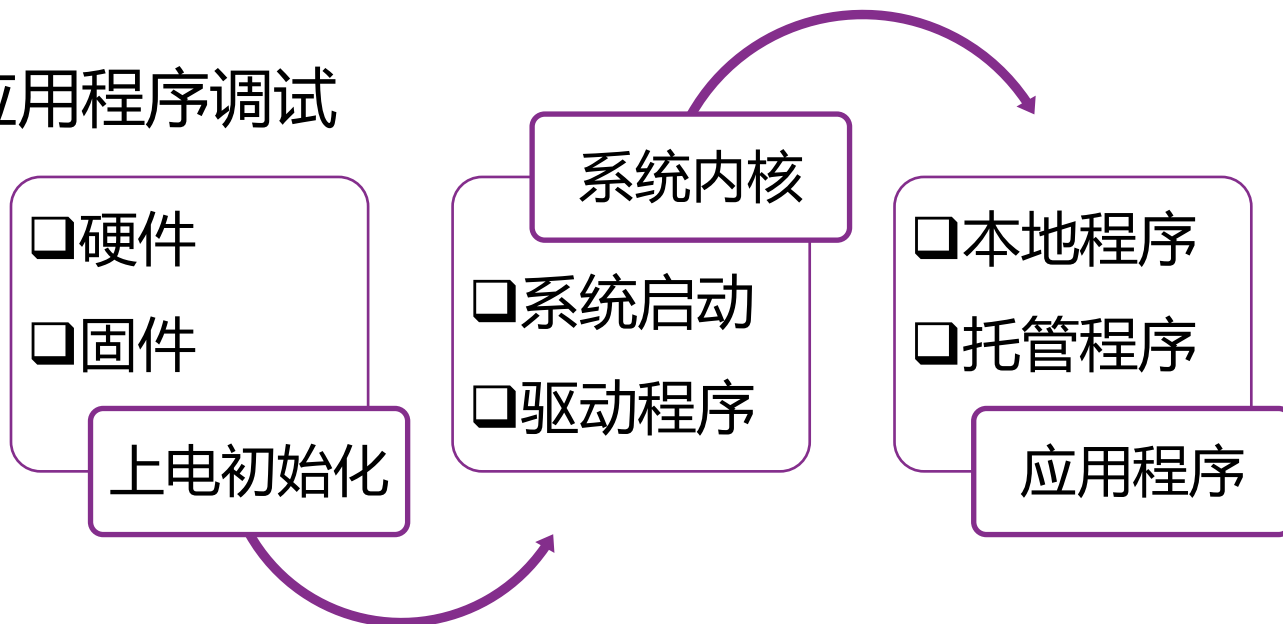 应用程序调试
❑硬件
❑固件
上电初始化
系统内核
❑系统启动
❑驱动程序
❑本地程序
❑托管程序
应用程序